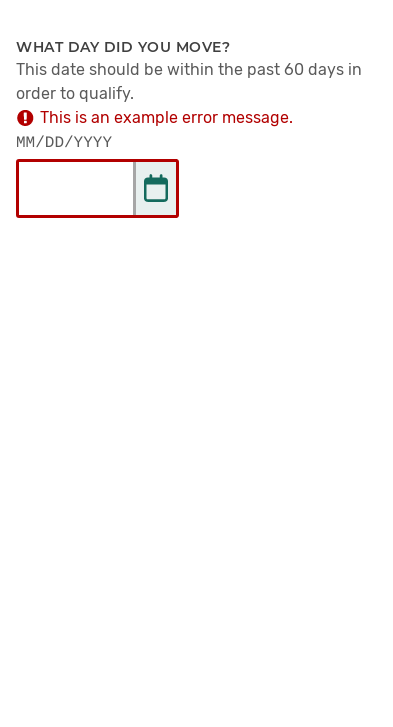 WHAT DAY DID YOU MOVE?
This date should be within the past 60 days in
order to qualify.
This is an example error message.
MM/DD/YYYY